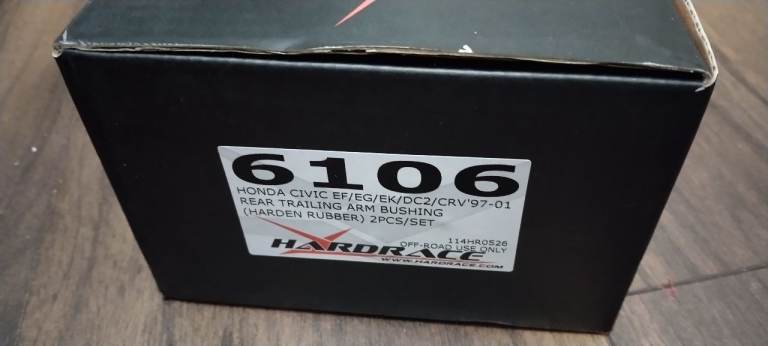 6106
HONDA CIVIC EF/EG/EK/DC2/CRV'97-01
REAR TRAILING ARM BUSHING
(HARDEN RUBBER) 2PCS/SET
114HR0526
OFF-ROAD USE ONLY
HARDRACE
WWW.HARDRACE.COM